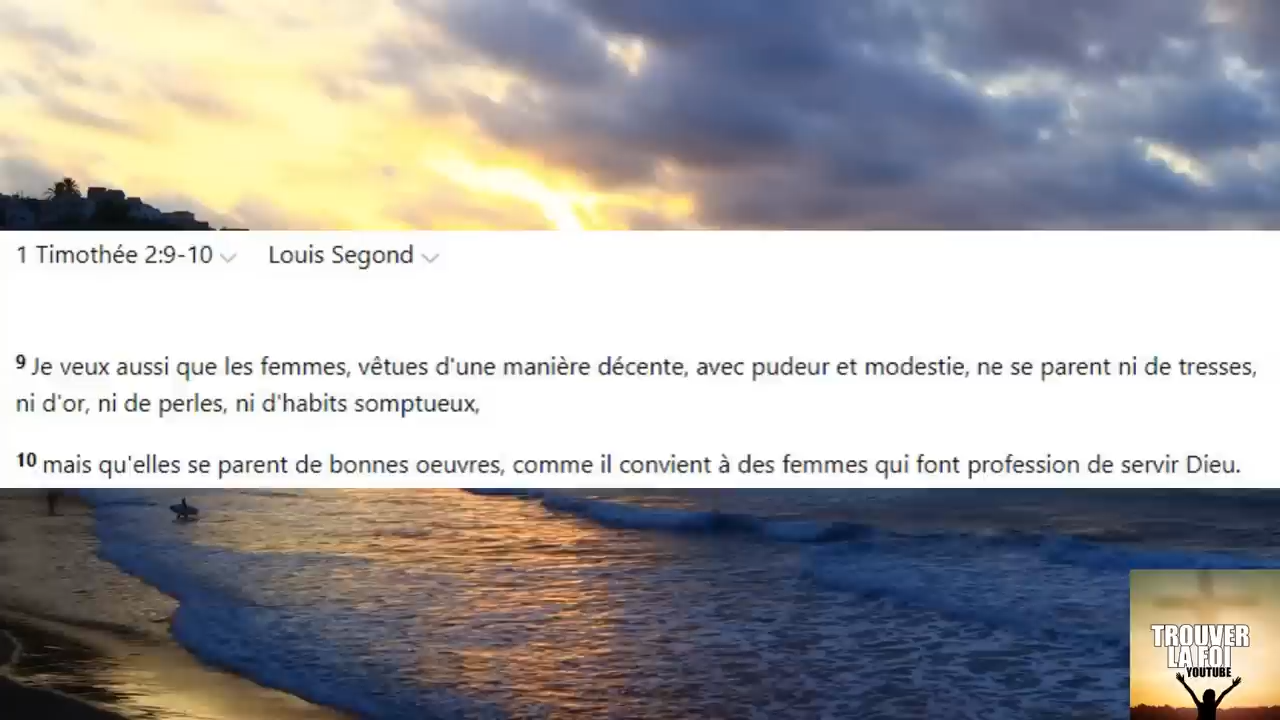 1 Timothée 2:9-10 Louis Segond
9 Je veux aussi que les femmes, vêtues d'une manière décente, avec pudeur et modestie, ne se parent ni de tresses,
ni d'or, ni de perles, ni d'habits somptueux,
10 mais qu'elles se parent de bonnes oeuvres, comme il convient à des femmes qui font profession de servir Dieu.
TROUVER
LA FOI
YOUTUBE